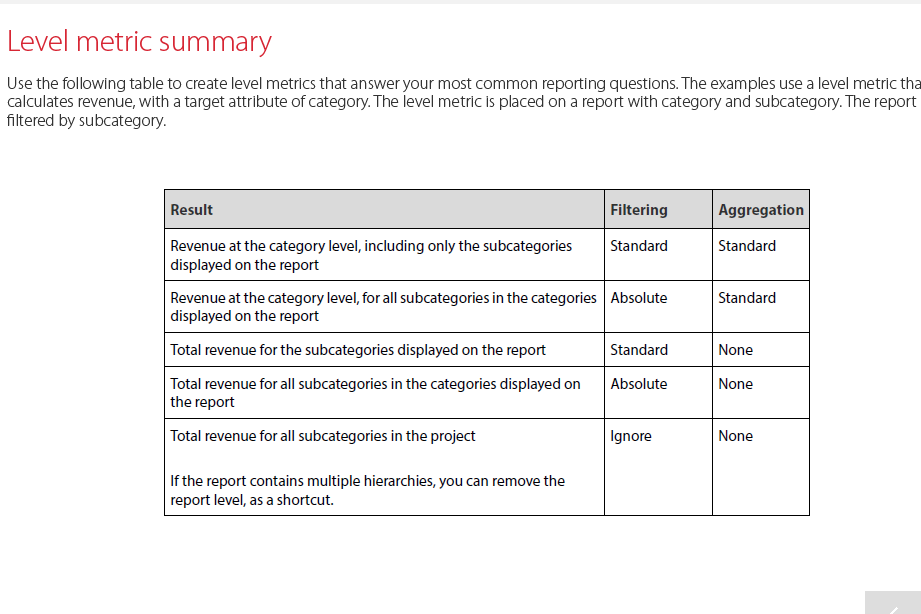 Level metric summary
Use the following table to create level metrics that answer your most common reporting questions. The examples use a level metric tha
calculates revenue, with a target attribute of category. The level metric is placed on a report with category and subcategory. The report
filtered by subcategory.
Result Filtering Aggregation
Revenue at the category level, including only the subcategories Standard Standard
displayed on the report
Revenue at the category level, for all subcategories in the categories Absolute Standard
displayed on the report
Total revenue for the subcategories displayed on the report Standard None
Total revenue for all subcategories in the categories displayed on Absolute None
the report
Total revenue for all subcategories in the project Ignore None
If the report contains multiple hierarchies, you can remove the
report level, as a shortcut.